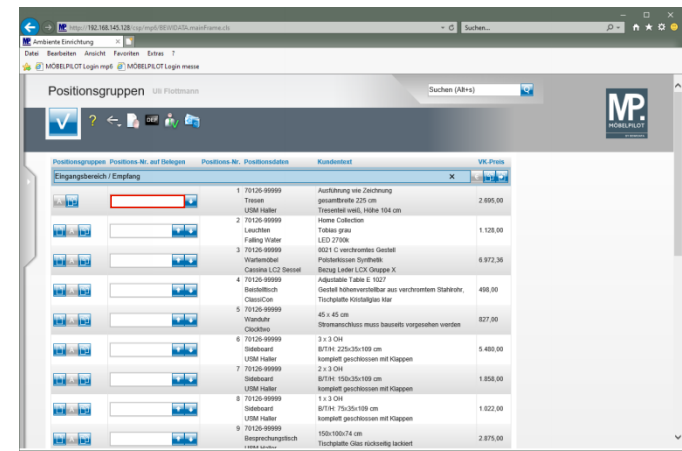 http://192.168.145.128/csp/mp6/BEWIDATA.mainFrame.cls
Suchen...
Ambiente Einrichtung
Datei Bearbeiten Ansicht Favoriten Extras ?
MÖBELPILOT Login mp6 MÖBELPILOT Login messe
Positionsgruppen Uli Flottmann
Suchen (Alt+s)
MP.
MÖBELPILOT
Positionsgruppen Positions-Nr. auf Belegen Positions-Nr. Positionsdaten Kundentext VK-Preis
Eingangsbereich / Empfang
1 70126-99999 Ausführung wie Zeichnung
Tresen gesamtbreite 225 cm 2.695,00
USM Haller Tresenteil weiß, Höhe 104 cm
2 70126-99999 Home Collection
Leuchten Tobias grau 1.128,00
Falling Water LED 2700k
3 70126-99999 0021 C verchromtes Gestell
Wartemöbel Polsterkissen Synthetik 6.972,36
Cassina LC2 Sessel Bezug Leder LCX Gruppe X
4 70126-99999 Adjustable Table E 1027
Beistelltisch Gestell höhenverstellbar aus verchromtem Stahlrohr, 498,00
ClassiCon Tischplatte Kristallglas klar
5 70126-99999 45 x 45 cm
Wanduhr Stromanschluss muss bauseits vorgesehen werden 827,00
Clocktwo
6 70126-99999 3 x 3 OH
Sideboard B/T/H: 225x35x109 cm 5.480,00
USM Haller komplett geschlossen mit Klappen
7 70126-99999 2 x 3 OH
Sideboard B/T/H: 150x35x109 cm 1.858,00
USM Haller komplett geschlossen mit Klappen
8 70126-99999 1 x 3 OH
Sideboard B/T/H: 75x35x109 cm 1.822,00
USM Haller komplett geschlossen mit Klappen
9 70126-99999 150x100x74 cm
Besprechungstisch Tischplatte Glas rückseitig lackiert 2.875,00
USM Haller